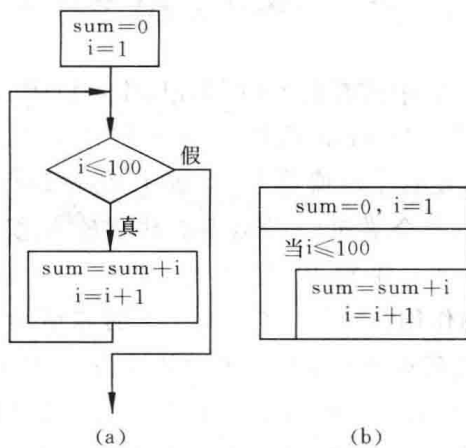 sum=0
i=1
i≤100
假
真
sum=sum+i
i=i+1
(a)
sum=0, i=1
当i≤100
sum=sum+i
i=i+1
(b)